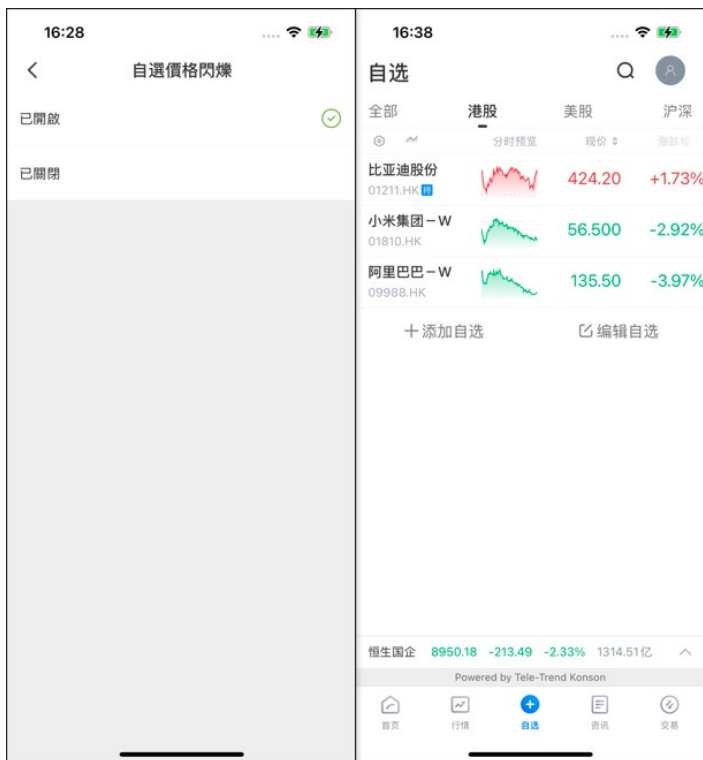 16:28
自選價格閃爍
已開啟
已關閉
16:38
自选
全部 港股 美股 沪深
分时预览 现价 涨跌幅
比亚迪股份
01211.HK 持
424.20 +1.73%
小米集团－W
01810.HK
56.500 -2.92%
阿里巴巴－W
09988.HK
135.50 -3.97%
添加自选 编辑自选
恒生国企 8950.18 -213.49 -2.33% 1314.51亿
Powered by Tele-Trend Konson
首页 行情 自选 资讯 交易